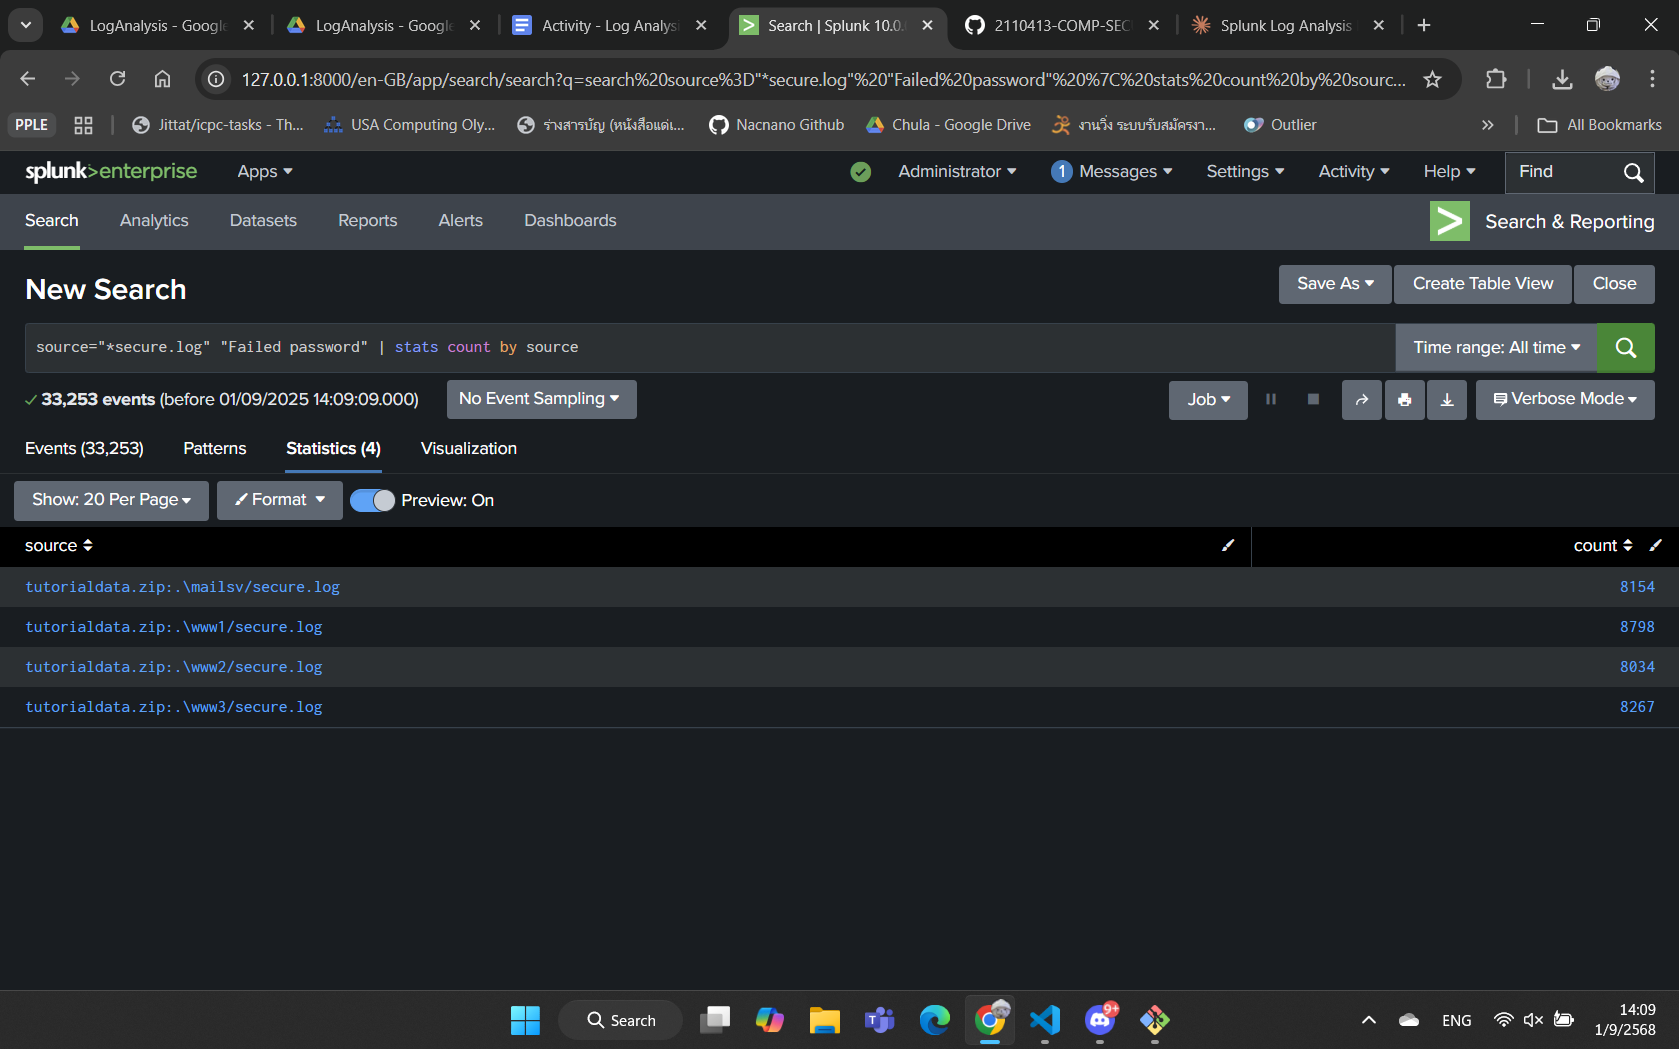 LogAnalysis - Google
LogAnalysis - Google
Activity - Log Analysi
Search | Splunk 10.0.
2110413-COMP-SEC
Splunk Log Analysis
127.0.0.1:8000/en-GB/app/search/search?q=search%20source%3D"*secure.log"%20"Failed%20password"%20%7C%20stats%20count%20by%20sourc...
PPLE
Jittat/icpc-tasks - Th...
USA Computing Oly...
ร่างสารบัญ (หนังสือแด่เ...
Nacnano Github
Chula - Google Drive
งานวิ่ง ระบบรับสมัครงา...
Outlier
»
All Bookmarks
splunk>enterprise
Apps
Administrator
1 Messages
Settings
Activity
Help
Find
Search
Analytics
Datasets
Reports
Alerts
Dashboards
Search & Reporting
New Search
Save As
Create Table View
Close
source="*secure.log" "Failed password" | stats count by source
Time range: All time
33,253 events (before 01/09/2025 14:09:09.000)
No Event Sampling
Job
Verbose Mode
Events (33,253)
Patterns
Statistics (4)
Visualization
Show: 20 Per Page
Format
Preview: On
source
count
tutorialdata.zip:.\mailsv/secure.log 8154
tutorialdata.zip:.\www1/secure.log 8798
tutorialdata.zip:.\www2/secure.log 8034
tutorialdata.zip:.\www3/secure.log 8267
Search
9+
ENG
14:09
1/9/2568